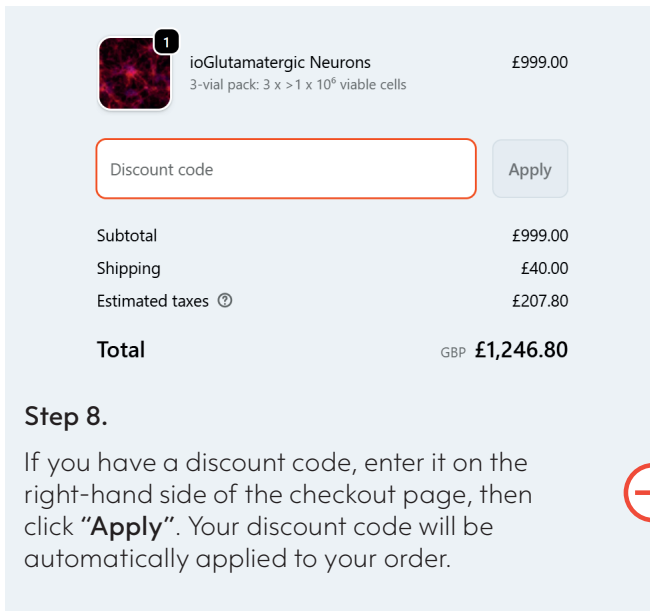 1
ioGlutamatergic Neurons £999.00
3-vial pack: 3 x >1 x 10⁶ viable cells
Discount code Apply
Subtotal £999.00
Shipping £40.00
Estimated taxes ? £207.80
Total GBP £1,246.80
Step 8.
If you have a discount code, enter it on the
right-hand side of the checkout page, then
click “Apply”. Your discount code will be
automatically applied to your order.